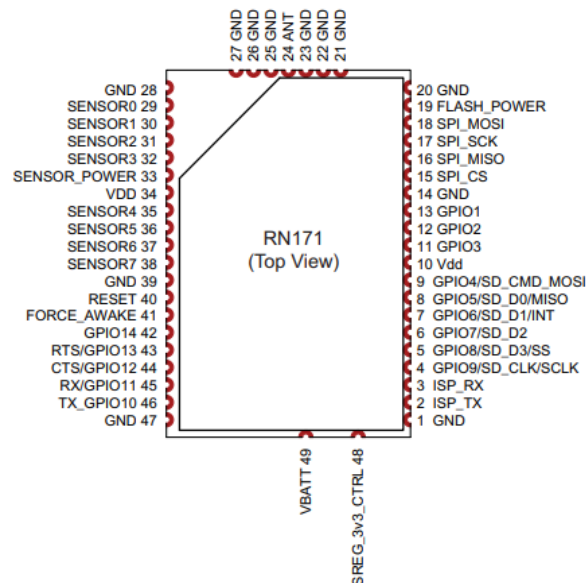 27 GND
26 GND
25 GND
24 ANT
23 GND
22 GND
21 GND
GND 28
SENSOR0 29
SENSOR1 30
SENSOR2 31
SENSOR3 32
SENSOR_POWER 33
VDD 34
SENSOR4 35
SENSOR5 36
SENSOR6 37
SENSOR7 38
GND 39
RESET 40
FORCE_AWAKE 41
GPIO14 42
RTS/GPIO13 43
CTS/GPIO12 44
RX/GPIO11 45
TX_GPIO10 46
GND 47
RN171
(Top View)
20 GND
19 FLASH_POWER
18 SPI_MOSI
17 SPI_SCK
16 SPI_MISO
15 SPI_CS
14 GND
13 GPIO1
12 GPIO2
11 GPIO3
10 Vdd
9 GPIO4/SD_CMD_MOSI
8 GPIO5/SD_D0/MISO
7 GPIO6/SD_D1/INT
6 GPIO7/SD_D2
5 GPIO8/SD_D3/SS
4 GPIO9/SD_CLK/SCLK
3 ISP_RX
2 ISP_TX
1 GND
VBATT 49
SREG_3v3_CTRL 48